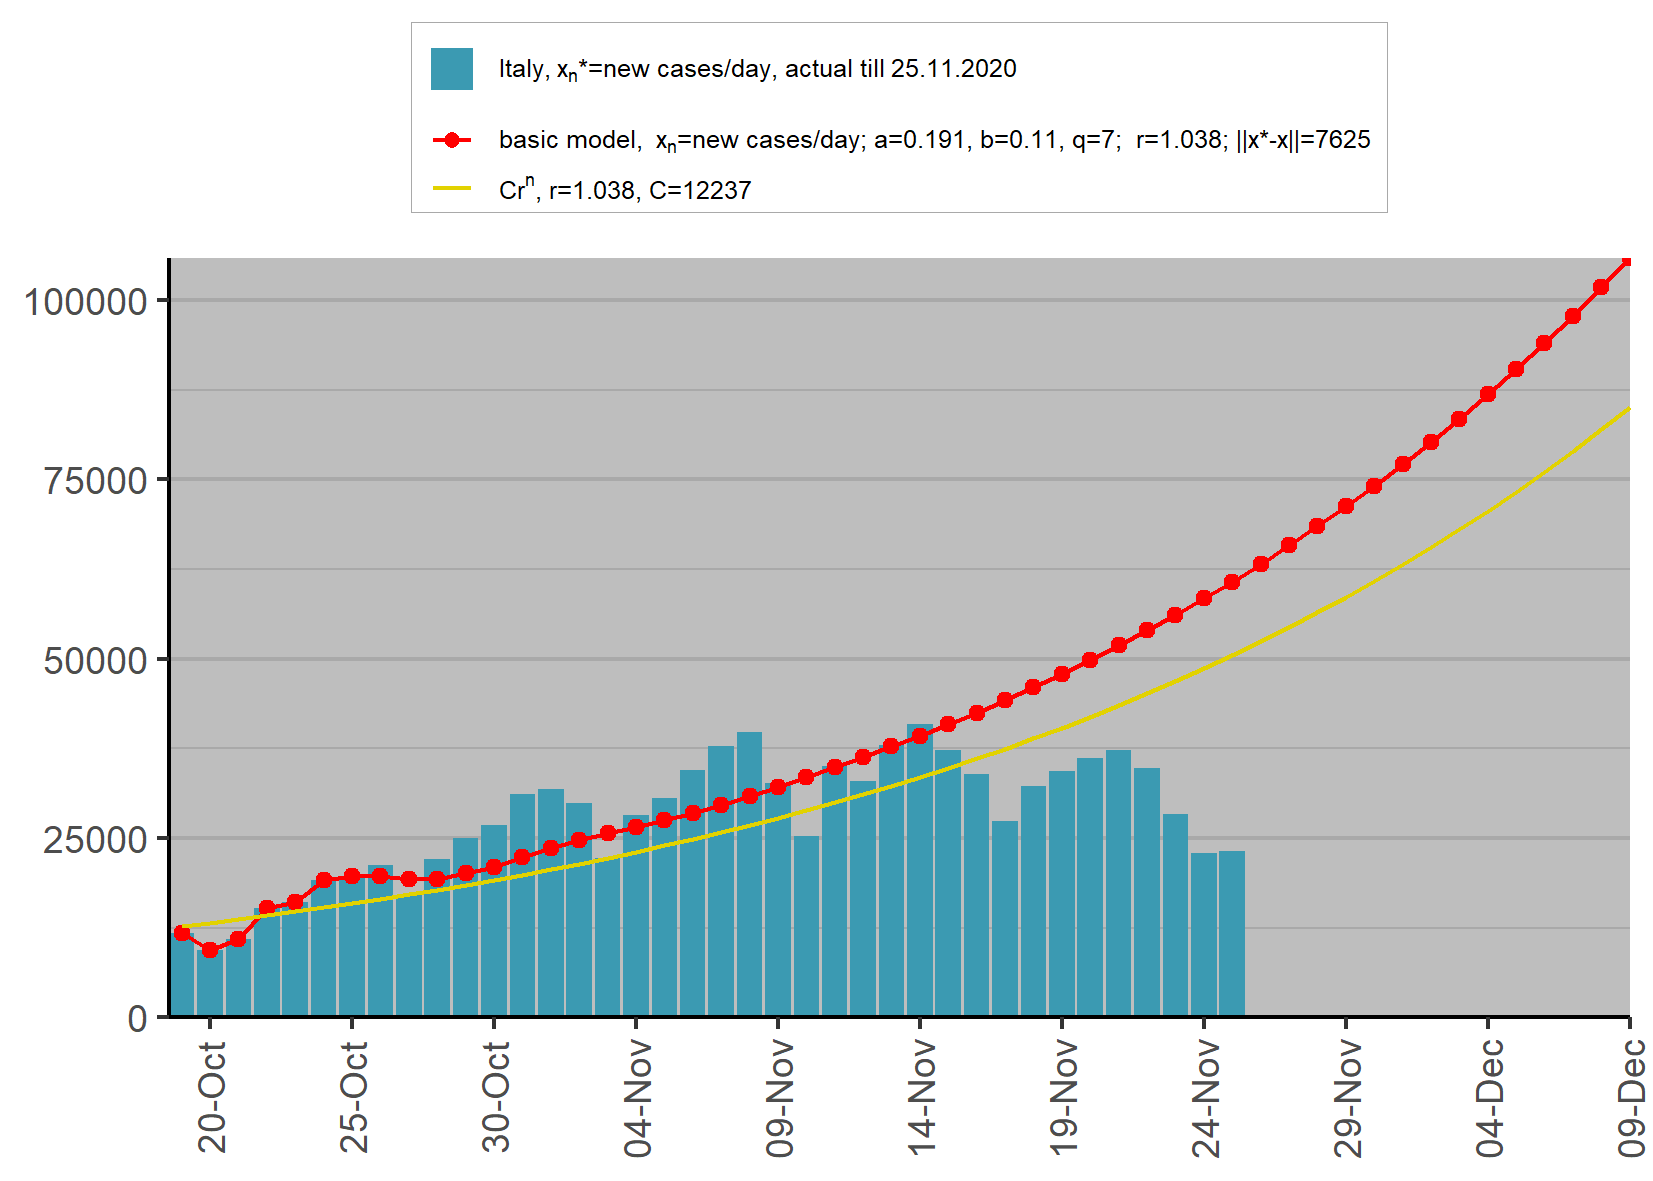 Italy, xₙ*=new cases/day, actual till 25.11.2020
basic model, xₙ=new cases/day; a=0.191, b=0.11, q=7; r=1.038; ||x*-x||=7625
Crⁿ, r=1.038, C=12237
100000
75000
50000
25000
0
20-Oct
25-Oct
30-Oct
04-Nov
09-Nov
14-Nov
19-Nov
24-Nov
29-Nov
04-Dec
09-Dec